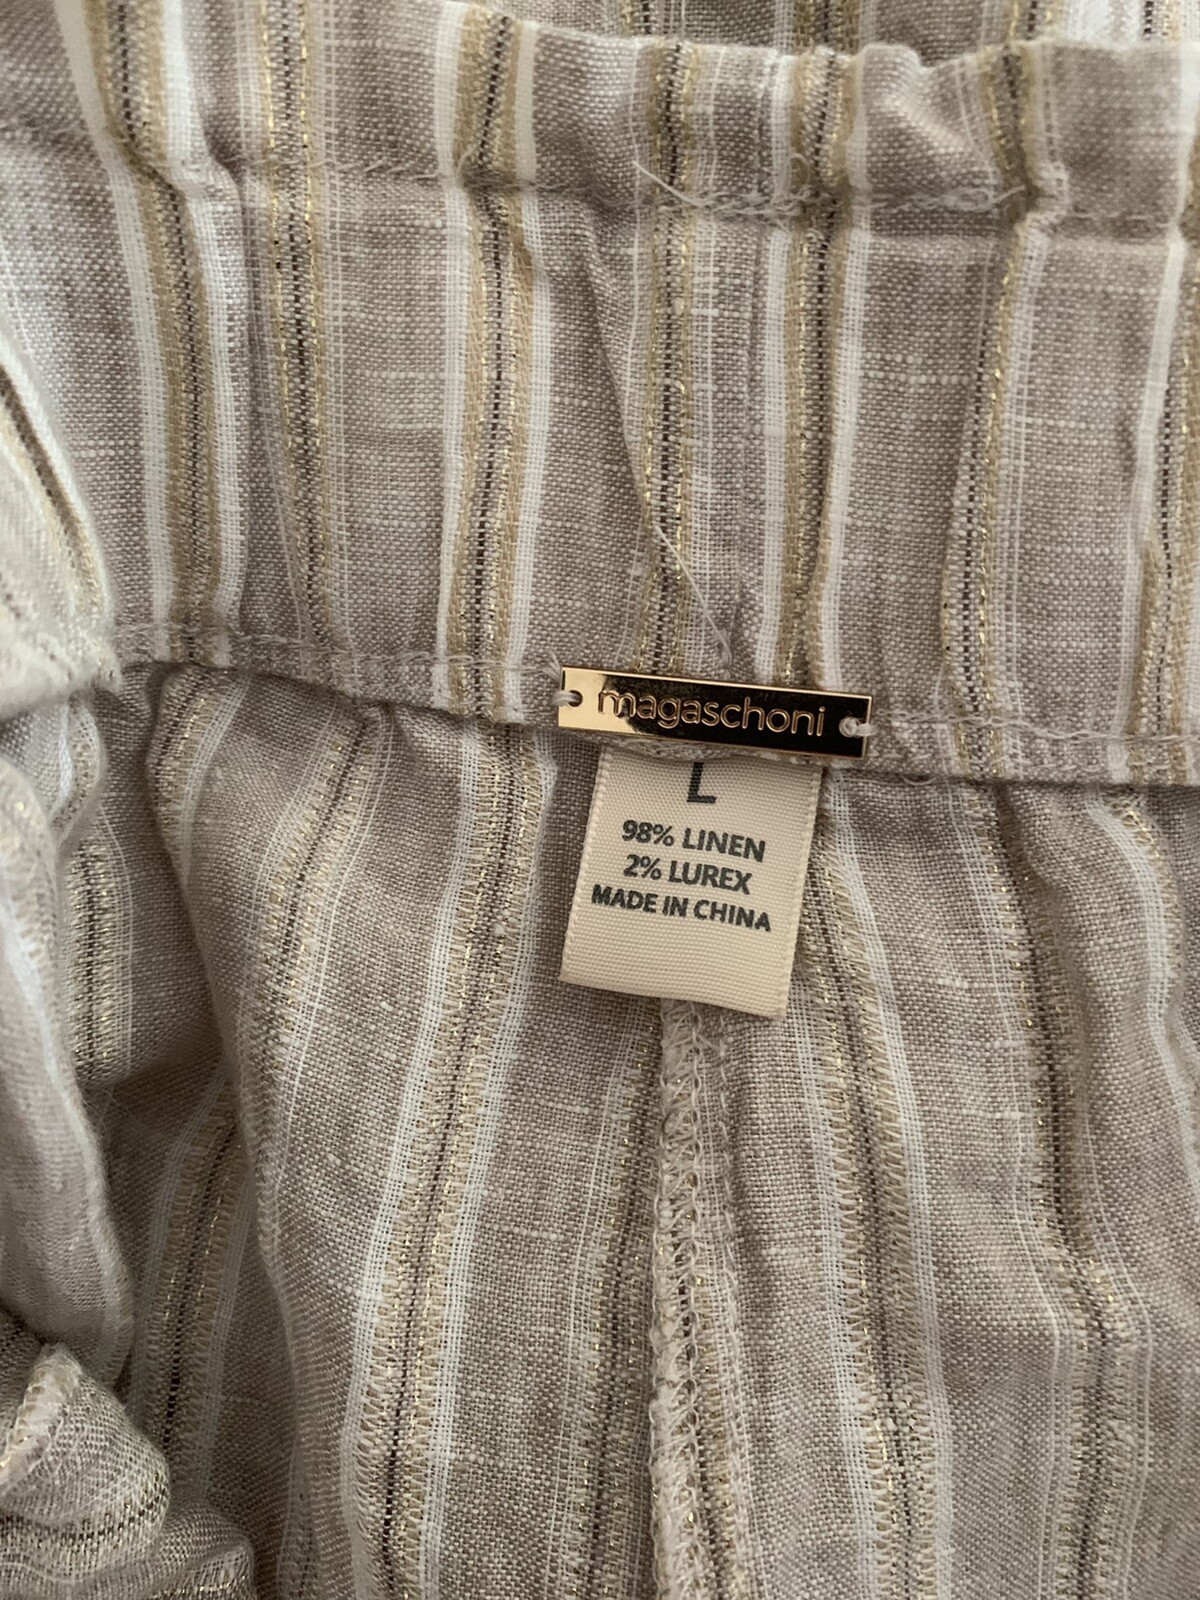 magaschoni
L
98% LINEN
2% LUREX
MADE IN CHINA